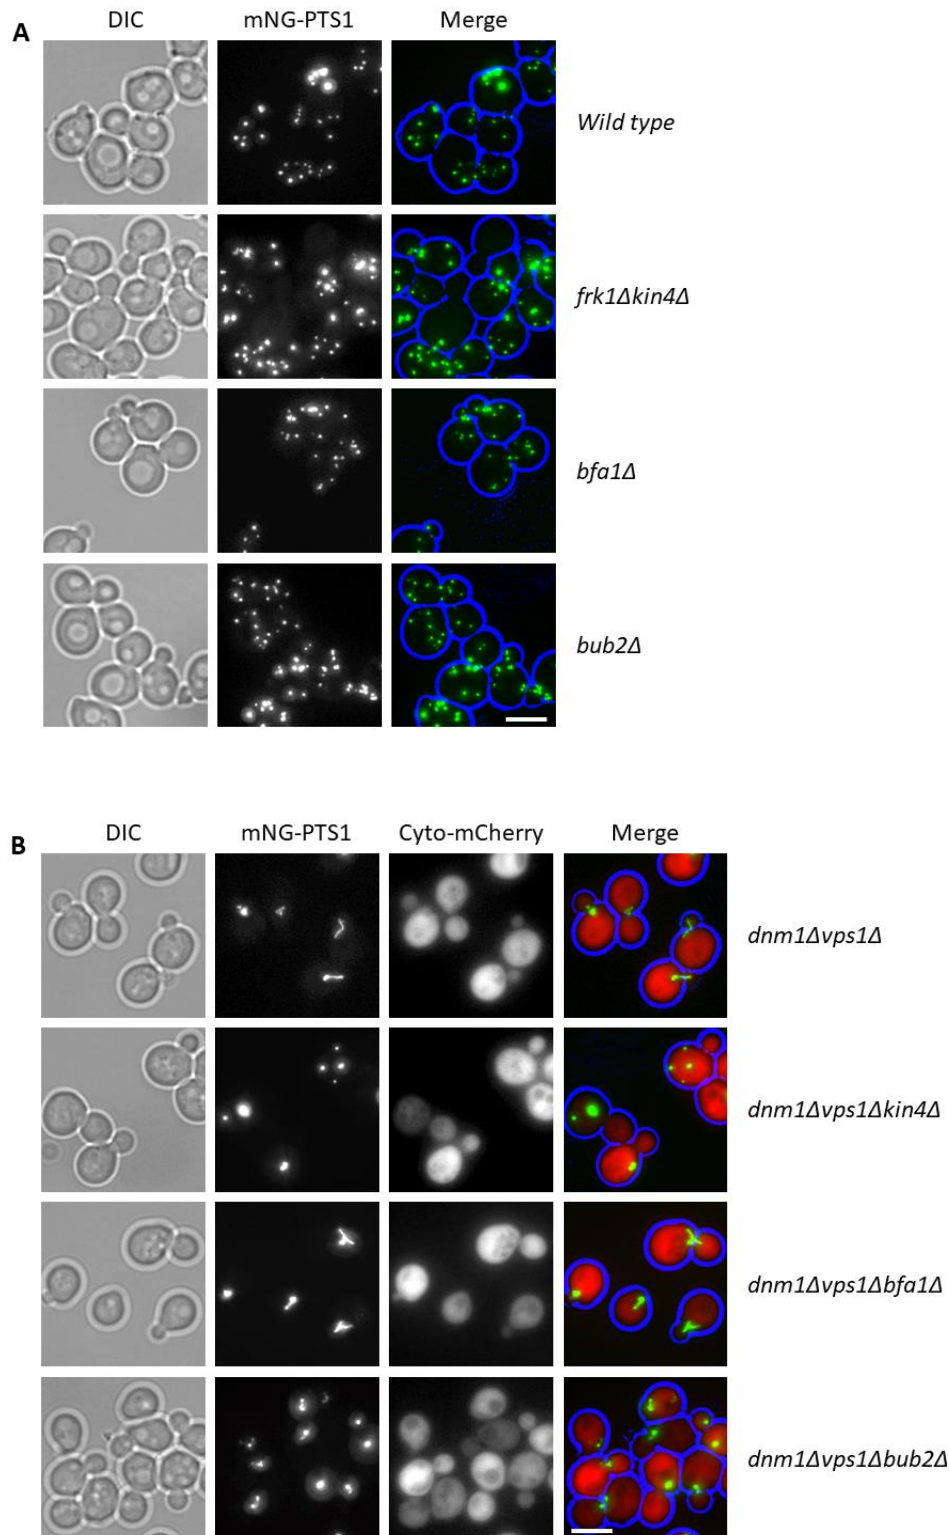 A
DIC mNG-PTS1 Merge
Wild type
frk1Δkin4Δ
bfa1Δ
bub2Δ
B
DIC mNG-PTS1 Cyto-mCherry Merge
dnm1Δvps1Δ
dnm1Δvps1Δkin4Δ
dnm1Δvps1Δbfa1Δ
dnm1Δvps1Δbub2Δ